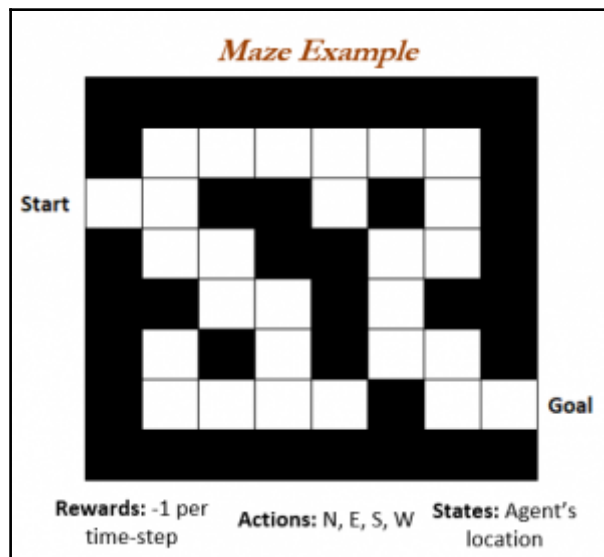 Maze Example
Start
Goal
Rewards: -1 per
time-step
Actions: N, E, S, W
States: Agent's
location